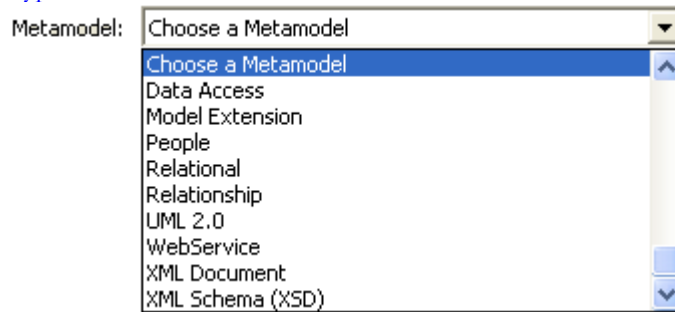 Metamodel: Choose a Metamodel
Choose a Metamodel
Data Access
Model Extension
People
Relational
Relationship
UML 2.0
WebService
XML Document
XML Schema (XSD)